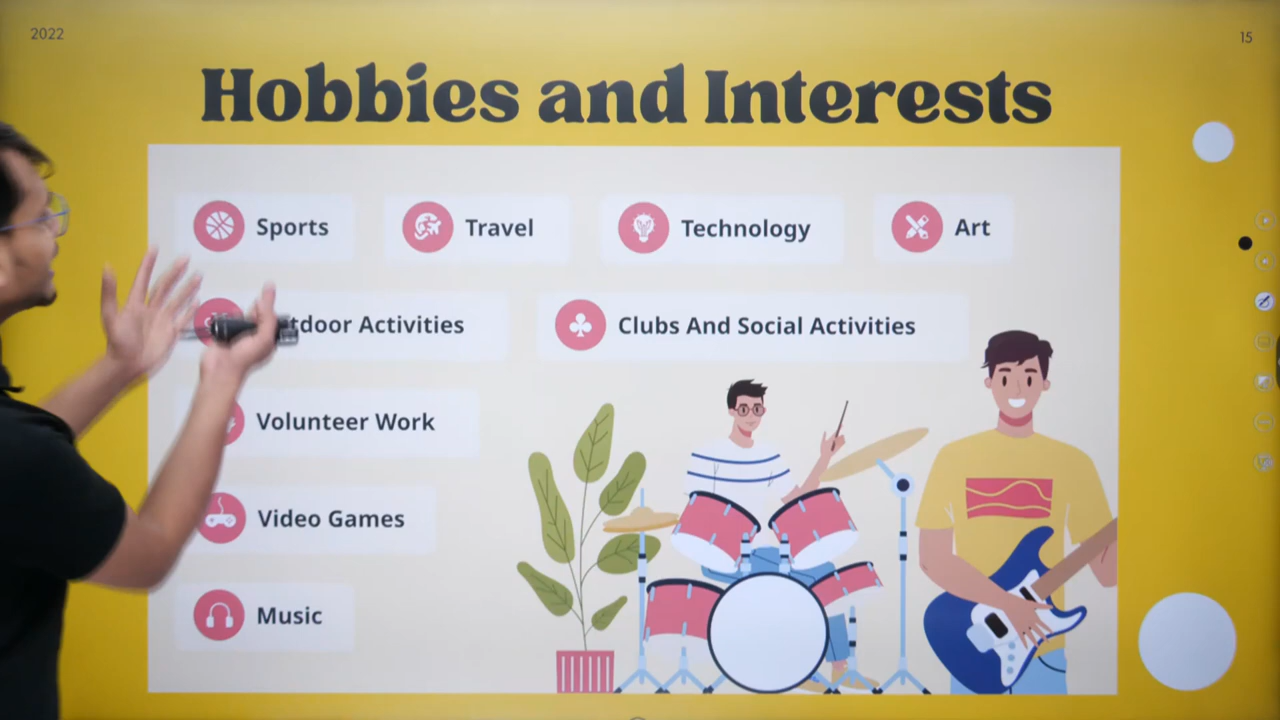 2022
15
Hobbies and Interests
Sports
Travel
Technology
Art
tdoor Activities
Clubs And Social Activities
Volunteer Work
Video Games
Music